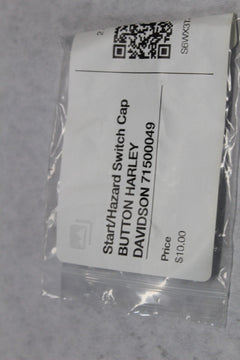 Start/Hazard Switch Cap
BUTTON HARLEY
DAVIDSON 71500049
Price
$10.00